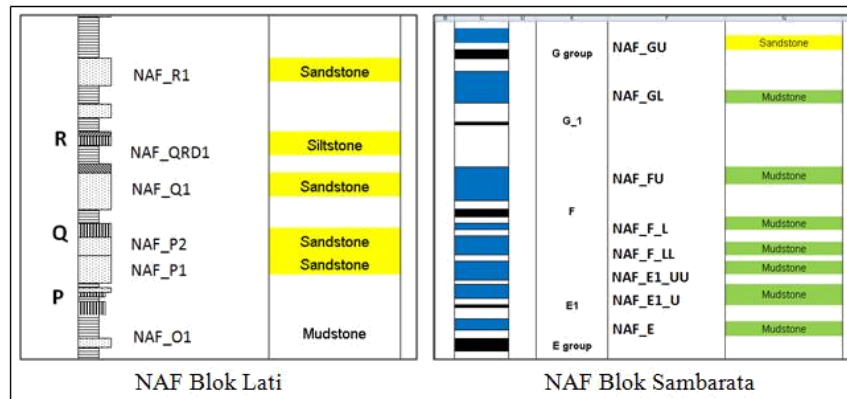 NAF_R1 Sandstone
R
NAF_QRD1 Siltstone
NAF_Q1 Sandstone
Q
NAF_P2 Sandstone
NAF_P1 Sandstone
P
NAF_O1 Mudstone
NAF Blok Lati
G group NAF_GU Sandstone
NAF_GL Mudstone
G_1
NAF_FU Mudstone
F
NAF_F_L Mudstone
NAF_F_LL Mudstone
NAF_E1_UU Mudstone
E1 NAF_E1_U Mudstone
NAF_E Mudstone
E group
NAF Blok Sambarata